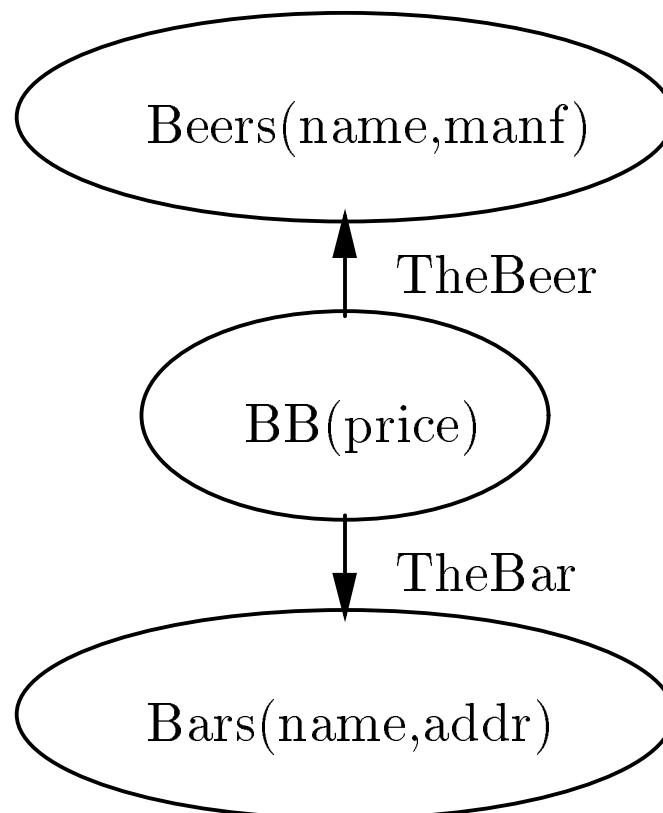 Beers(name,manf)
TheBeer
BB(price)
TheBar
Bars(name,addr)